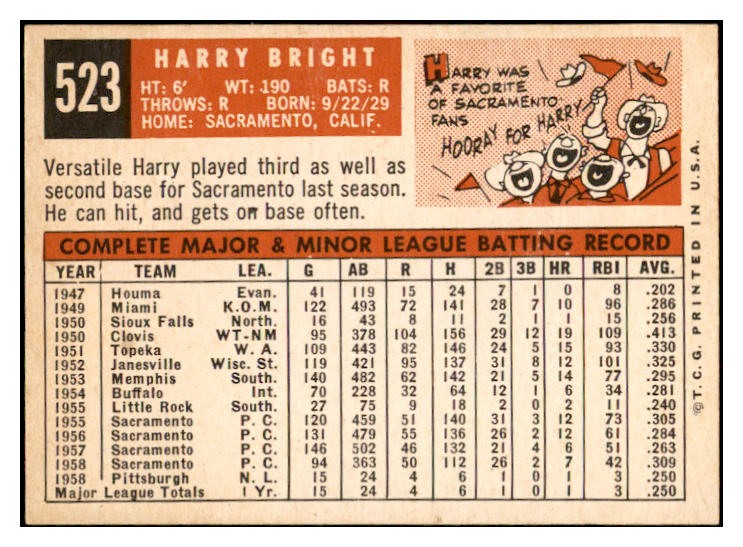 523
HARRY BRIGHT
HT: 6' WT: 190 BATS: R
THROWS: R BORN: 9/22/29
HOME: SACRAMENTO, CALIF.
HARRY WAS
A FAVORITE
OF SACRAMENTO
FANS
HOORAY FOR HARRY
Versatile Harry played third as well as
second base for Sacramento last season.
He can hit, and gets on base often.
COMPLETE MAJOR & MINOR LEAGUE BATTING RECORD
YEAR TEAM LEA. G AB R H 2B 3B HR RBI AVG.
1947 Houma Evan. 41 119 15 24 7 1 0 8 .202
1949 Miami K.O.M. 122 493 72 141 28 7 10 96 .286
1950 Sioux Falls North. 16 43 8 11 2 1 1 15 .256
1950 Clovis WT-NM 95 378 104 156 29 12 19 109 .413
1951 Topeka W. A. 109 443 82 146 24 5 15 93 .330
1952 Janesville Wisc. St. 119 421 95 137 31 8 12 101 .325
1953 Memphis South. 140 482 62 142 21 5 14 77 .295
1954 Buffalo Int. 70 228 32 64 12 1 6 34 .281
1955 Little Rock South. 27 75 9 18 2 0 2 11 .240
1955 Sacramento P. C. 120 459 51 140 31 3 12 73 .305
1956 Sacramento P. C. 131 479 55 136 26 2 12 61 .284
1957 Sacramento P. C. 146 502 46 132 21 4 6 51 .263
1958 Sacramento P. C. 94 363 50 112 26 2 7 42 .309
1958 Pittsburgh N. L. 15 24 4 6 1 0 1 3 .250
Major League Totals 1 Yr. 15 24 4 6 1 0 1 3 .250
© T. C. G. PRINTED IN U.S.A.